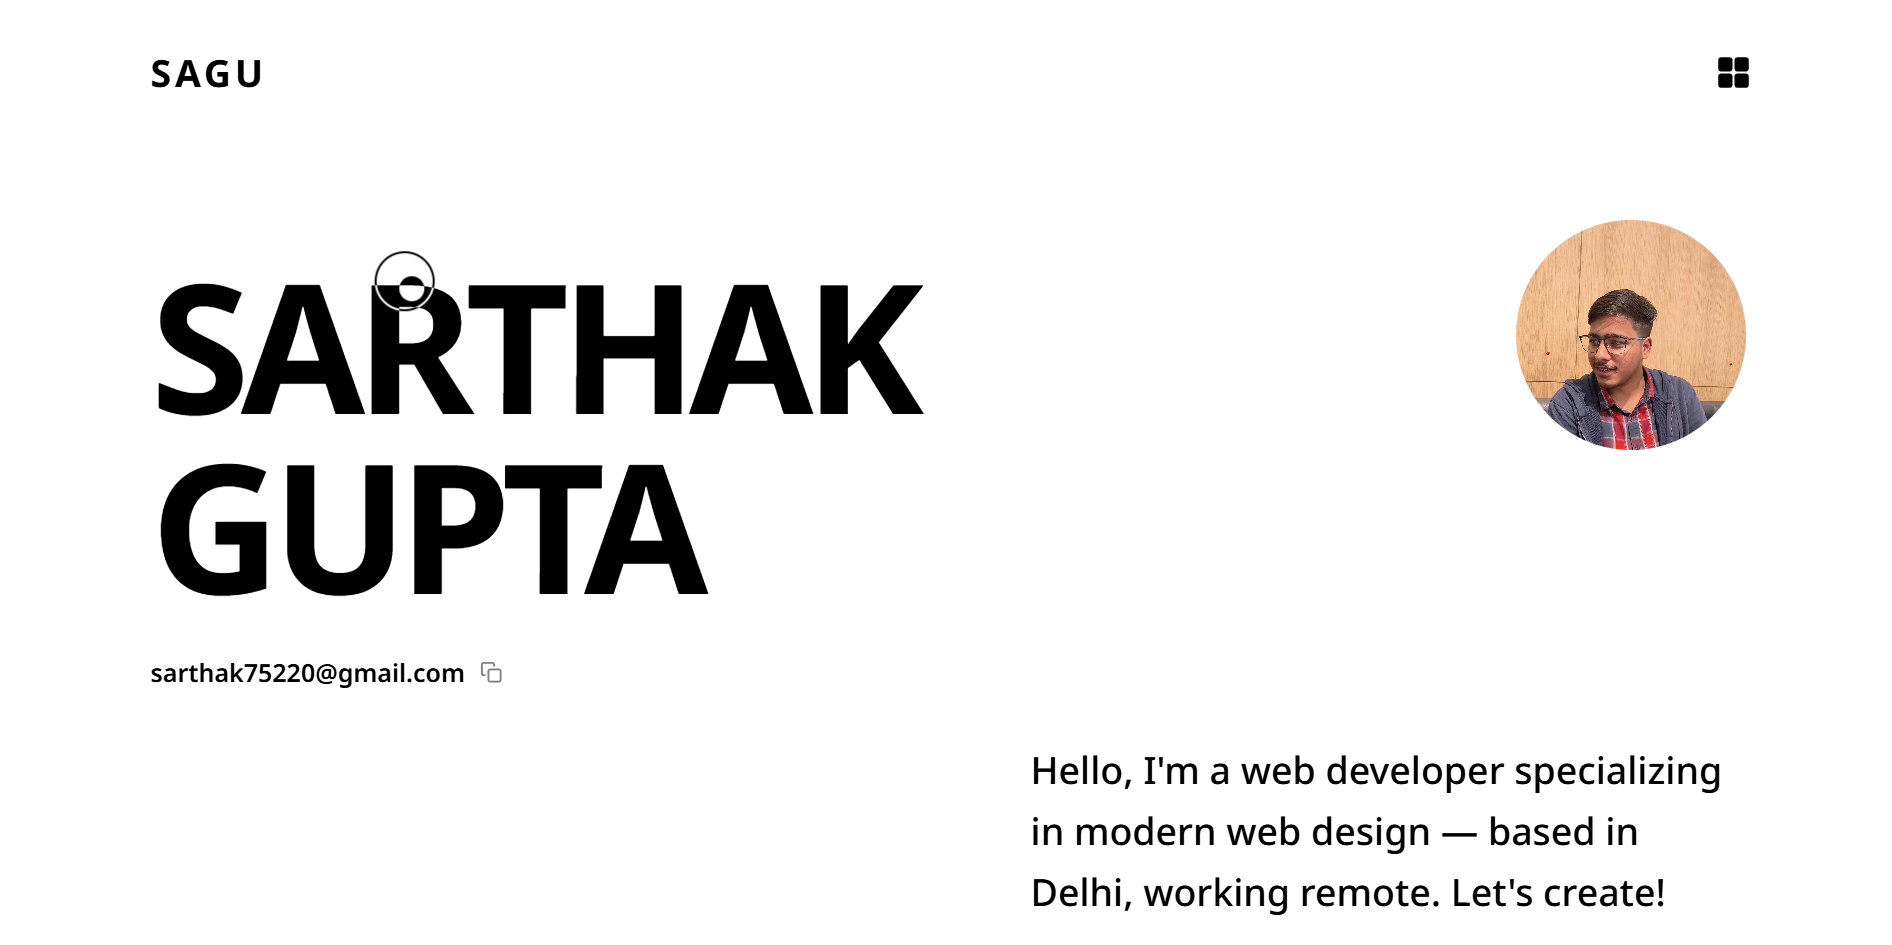 SAGU
SARTHAK
GUPTA
sarthak75220@gmail.com
Hello, I'm a web developer specializing
in modern web design — based in
Delhi, working remote. Let's create!